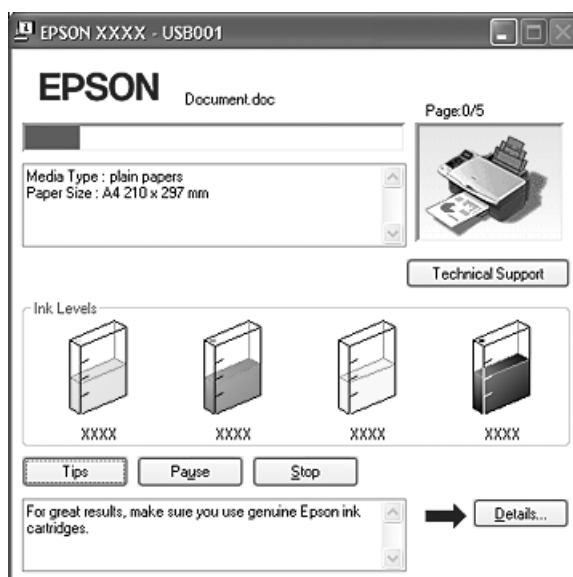 EPSON XXXX - USB001
EPSON
Document.doc
Page:0/5
Media Type : plain papers
Paper Size : A4 210 x 297 mm
Technical Support
Ink Levels
XXXX XXXX XXXX XXXX
Tips Pause Stop
For great results, make sure you use genuine Epson ink
cartridges.
Details...